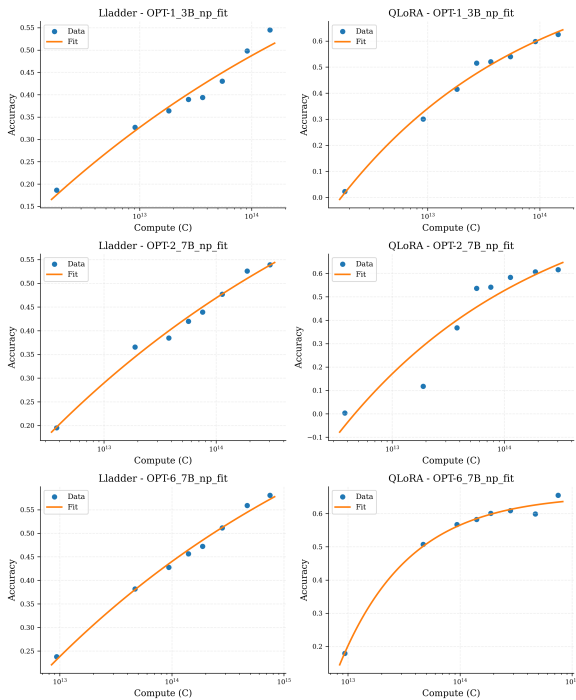 Lladder - OPT-1_3B_np_fit
Accuracy
0.55
0.50
0.45
0.40
0.35
0.30
0.25
0.20
0.15
Data
Fit
10^13
10^14
Compute (C)
QLoRA - OPT-1_3B_np_fit
Accuracy
0.6
0.5
0.4
0.3
0.2
0.1
0.0
Data
Fit
10^13
10^14
Compute (C)
Lladder - OPT-2_7B_np_fit
Accuracy
0.55
0.50
0.45
0.40
0.35
0.30
0.25
0.20
Data
Fit
10^13
10^14
Compute (C)
QLoRA - OPT-2_7B_np_fit
Accuracy
0.6
0.5
0.4
0.3
0.2
0.1
0.0
−0.1
Data
Fit
10^13
10^14
Compute (C)
Lladder - OPT-6_7B_np_fit
Accuracy
0.55
0.50
0.45
0.40
0.35
0.30
0.25
Data
Fit
10^13
10^14
10^15
Compute (C)
QLoRA - OPT-6_7B_np_fit
Accuracy
0.6
0.5
0.4
0.3
0.2
Data
Fit
10^13
10^14
Compute (C)